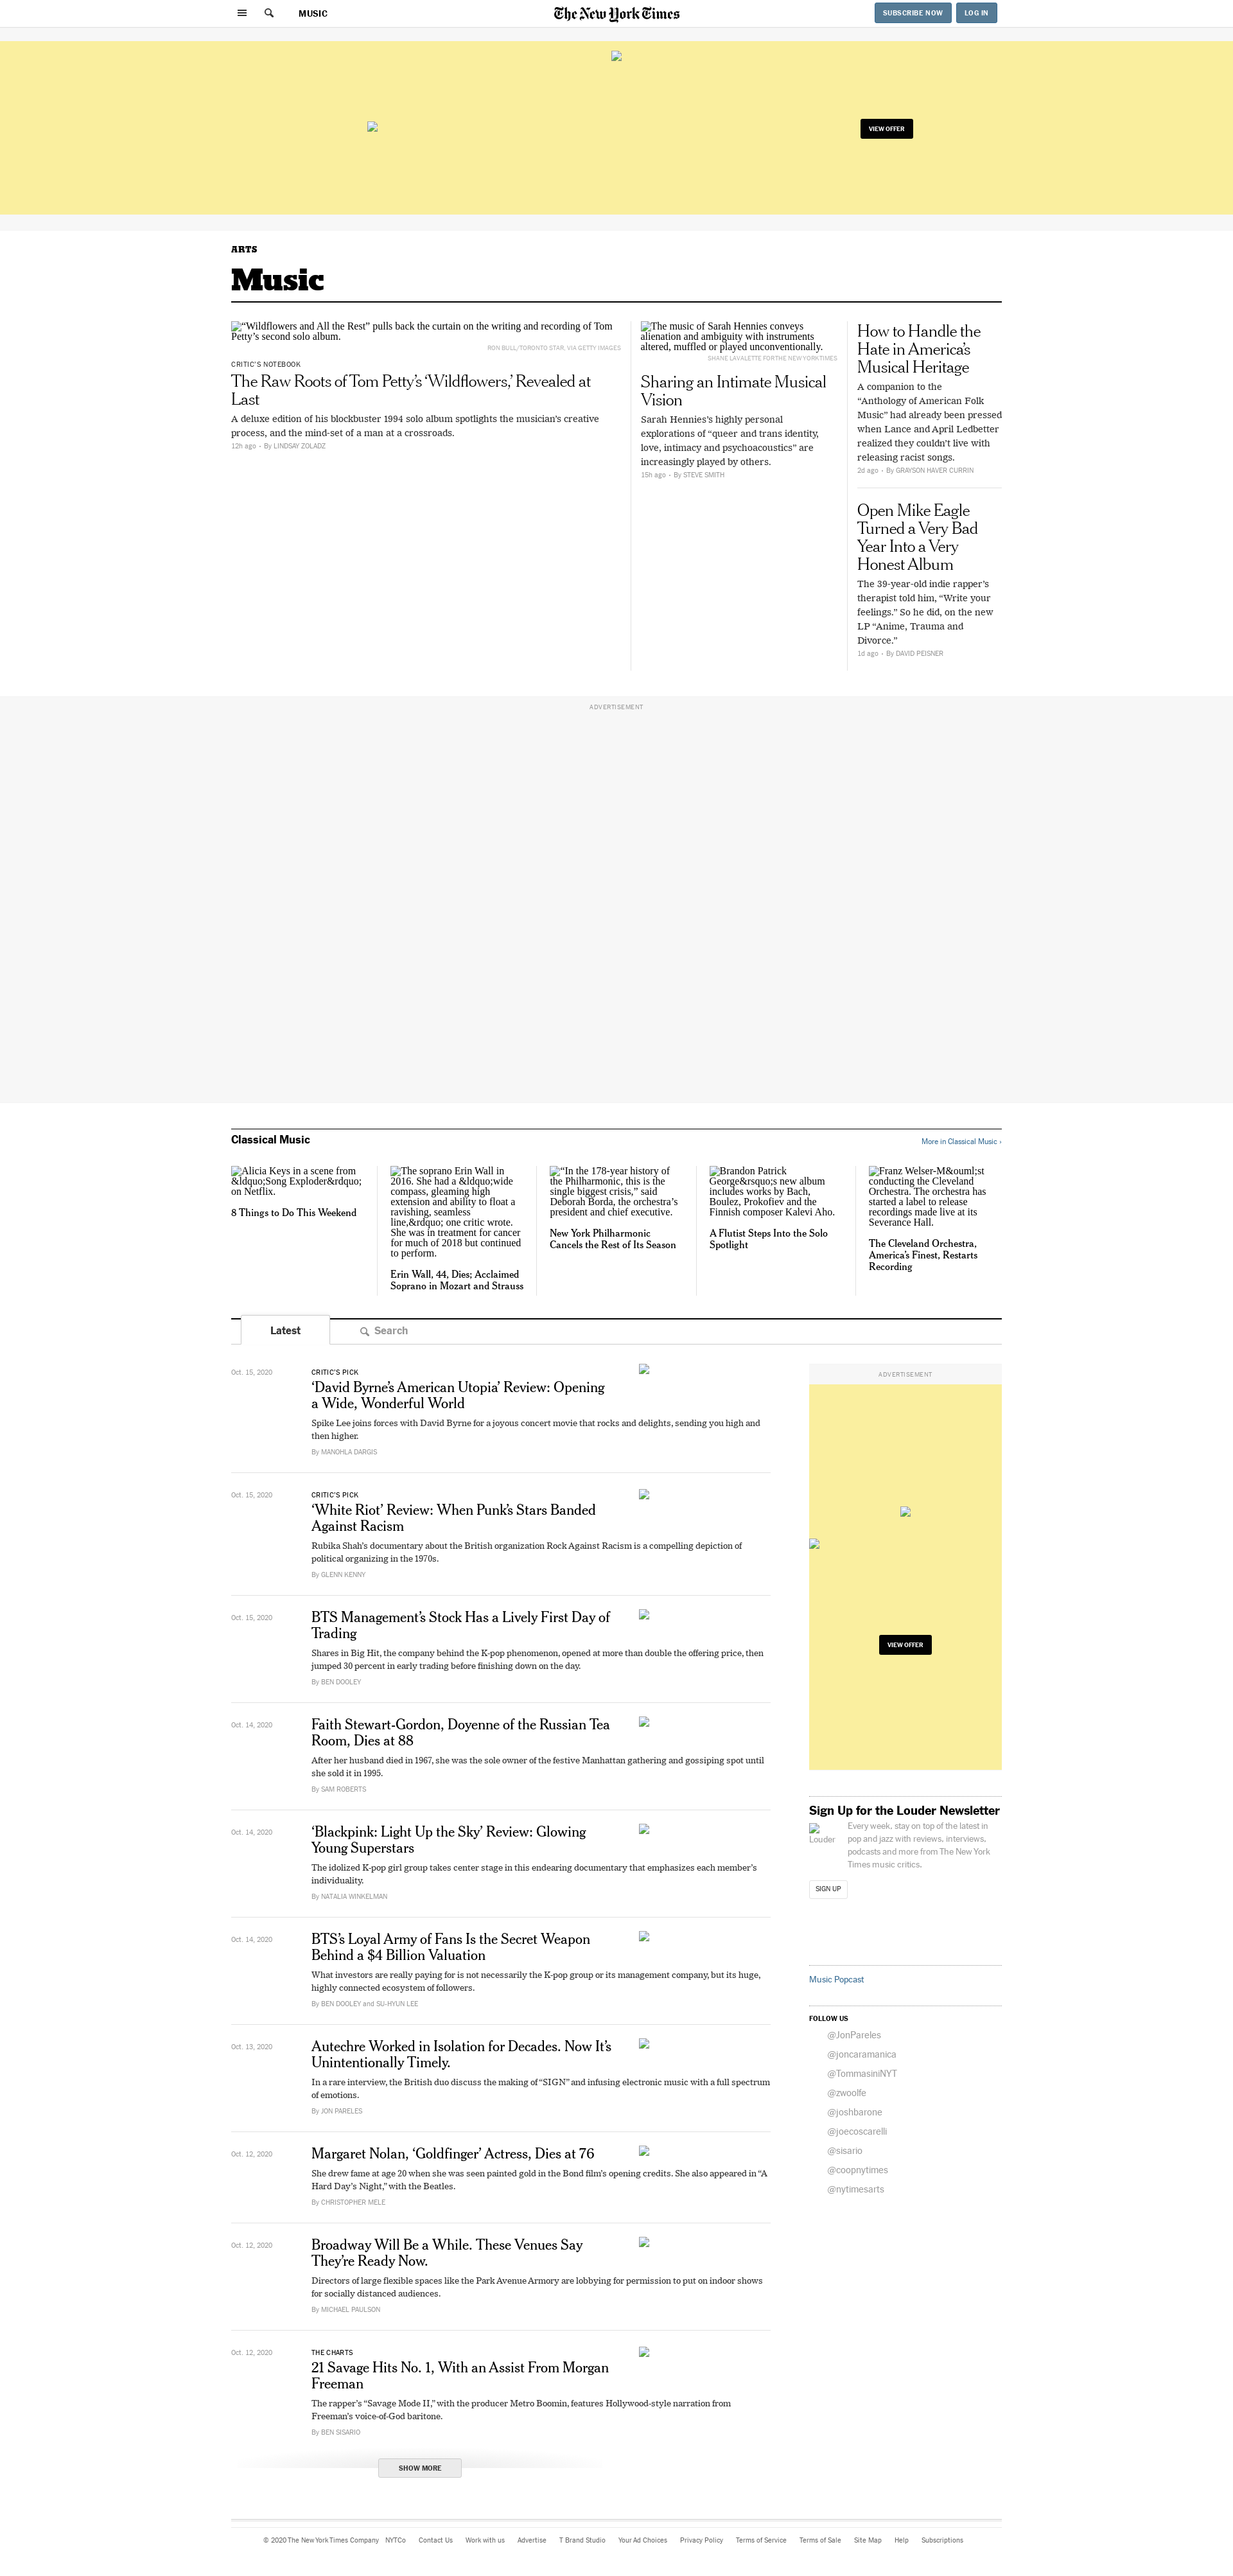 MUSIC
The New York Times
SUBSCRIBE NOW
LOG IN
VIEW OFFER
ARTS
Music
“Wildflowers and All the Rest” pulls back the curtain on the writing and recording of Tom
Petty’s second solo album.
RON BULL/TORONTO STAR, VIA GETTY IMAGES
CRITIC’S NOTEBOOK
The Raw Roots of Tom Petty’s ‘Wildflowers,’ Revealed at
Last
A deluxe edition of his blockbuster 1994 solo album spotlights the musician’s creative
process, and the mind-set of a man at a crossroads.
12h ago • By LINDSAY ZOLADZ
The music of Sarah Hennies conveys
alienation and ambiguity with instruments
altered, muffled or played unconventionally.
SHANE LAVALETTE FOR THE NEW YORK TIMES
Sharing an Intimate Musical
Vision
Sarah Hennies’s highly personal
explorations of “queer and trans identity,
love, intimacy and psychoacoustics” are
increasingly played by others.
15h ago • By STEVE SMITH
How to Handle the
Hate in America’s
Musical Heritage
A companion to the
“Anthology of American Folk
Music” had already been pressed
when Lance and April Ledbetter
realized they couldn’t live with
releasing racist songs.
2d ago • By GRAYSON HAVER CURRIN
Open Mike Eagle
Turned a Very Bad
Year Into a Very
Honest Album
The 39-year-old indie rapper’s
therapist told him, “Write your
feelings.” So he did, on the new
LP “Anime, Trauma and
Divorce.”
1d ago • By DAVID PEISNER
ADVERTISEMENT
Classical Music
More in Classical Music ›
Alicia Keys in a scene from
&ldquo;Song Exploder&rdquo;
on Netflix.
8 Things to Do This Weekend
The soprano Erin Wall in
2016. She had a &ldquo;wide
compass, gleaming high
extension and ability to float a
ravishing, seamless
line,&rdquo; one critic wrote.
She was in treatment for cancer
for much of 2018 but continued
to perform.
Erin Wall, 44, Dies; Acclaimed
Soprano in Mozart and Strauss
“In the 178-year history of
the Philharmonic, this is the
single biggest crisis,” said
Deborah Borda, the orchestra’s
president and chief executive.
New York Philharmonic
Cancels the Rest of Its Season
Brandon Patrick
George&rsquo;s new album
includes works by Bach,
Boulez, Prokofiev and the
Finnish composer Kalevi Aho.
A Flutist Steps Into the Solo
Spotlight
Franz Welser-M&ouml;st
conducting the Cleveland
Orchestra. The orchestra has
started a label to release
recordings made live at its
Severance Hall.
The Cleveland Orchestra,
America’s Finest, Restarts
Recording
Latest
Search
Oct. 15, 2020
CRITIC’S PICK
‘David Byrne’s American Utopia’ Review: Opening
a Wide, Wonderful World
Spike Lee joins forces with David Byrne for a joyous concert movie that rocks and delights, sending you high and
then higher.
By MANOHLA DARGIS
Oct. 15, 2020
CRITIC’S PICK
‘White Riot’ Review: When Punk’s Stars Banded
Against Racism
Rubika Shah’s documentary about the British organization Rock Against Racism is a compelling depiction of
political organizing in the 1970s.
By GLENN KENNY
Oct. 15, 2020
BTS Management’s Stock Has a Lively First Day of
Trading
Shares in Big Hit, the company behind the K-pop phenomenon, opened at more than double the offering price, then
jumped 30 percent in early trading before finishing down on the day.
By BEN DOOLEY
Oct. 14, 2020
Faith Stewart-Gordon, Doyenne of the Russian Tea
Room, Dies at 88
After her husband died in 1967, she was the sole owner of the festive Manhattan gathering and gossiping spot until
she sold it in 1995.
By SAM ROBERTS
Oct. 14, 2020
‘Blackpink: Light Up the Sky’ Review: Glowing
Young Superstars
The idolized K-pop girl group takes center stage in this endearing documentary that emphasizes each member’s
individuality.
By NATALIA WINKELMAN
Oct. 14, 2020
BTS’s Loyal Army of Fans Is the Secret Weapon
Behind a $4 Billion Valuation
What investors are really paying for is not necessarily the K-pop group or its management company, but its huge,
highly connected ecosystem of followers.
By BEN DOOLEY and SU-HYUN LEE
Oct. 13, 2020
Autechre Worked in Isolation for Decades. Now It’s
Unintentionally Timely.
In a rare interview, the British duo discuss the making of “SIGN” and infusing electronic music with a full spectrum
of emotions.
By JON PARELES
Oct. 12, 2020
Margaret Nolan, ‘Goldfinger’ Actress, Dies at 76
She drew fame at age 20 when she was seen painted gold in the Bond film’s opening credits. She also appeared in “A
Hard Day’s Night,” with the Beatles.
By CHRISTOPHER MELE
Oct. 12, 2020
Broadway Will Be a While. These Venues Say
They’re Ready Now.
Directors of large flexible spaces like the Park Avenue Armory are lobbying for permission to put on indoor shows
for socially distanced audiences.
By MICHAEL PAULSON
Oct. 12, 2020
THE CHARTS
21 Savage Hits No. 1, With an Assist From Morgan
Freeman
The rapper’s “Savage Mode II,” with the producer Metro Boomin, features Hollywood-style narration from
Freeman’s voice-of-God baritone.
By BEN SISARIO
SHOW MORE
ADVERTISEMENT
VIEW OFFER
Sign Up for the Louder Newsletter
Louder
Every week, stay on top of the latest in
pop and jazz with reviews, interviews,
podcasts and more from The New York
Times music critics.
SIGN UP
Music Popcast
FOLLOW US
@JonPareles
@joncaramanica
@TommasiniNYT
@zwoolfe
@joshbarone
@joecoscarelli
@sisario
@coopnytimes
@nytimesarts
© 2020 The New York Times Company
NYTCo
Contact Us
Work with us
Advertise
T Brand Studio
Your Ad Choices
Privacy Policy
Terms of Service
Terms of Sale
Site Map
Help
Subscriptions